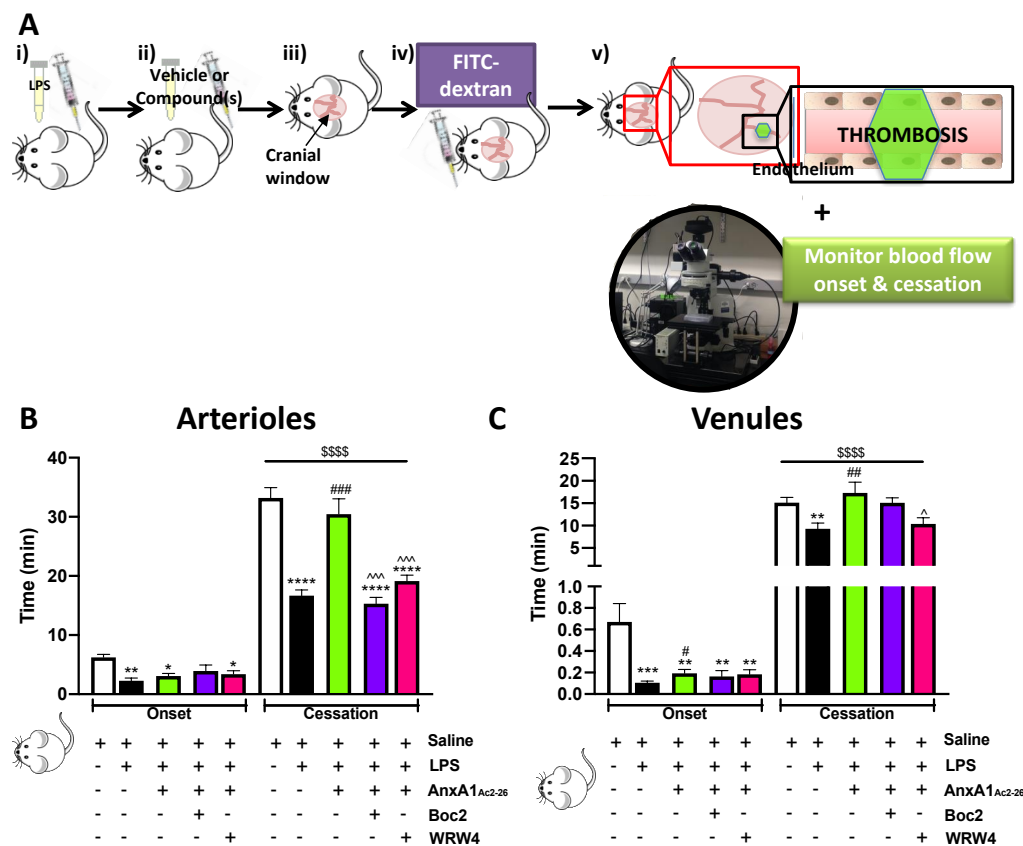 A
i)
ii)
iii)
iv)
v)
LPS
Vehicle or
Compound(s)
Cranial
window
FITC-
dextran
THROMBOSIS
Endothelium
+
Monitor blood flow
onset & cessation
B
Arterioles
Time (min)
40
30
20
10
0
**
*
*
$$$$
****
###
^^^
****
^^^
****
Onset
Cessation
+ + + + + + + + + + Saline
- + + + + - + + + + LPS
- - + + + - - + + + AnxA1Ac2-26
- - - + - - - - + - Boc2
- - - - + - - - - + WRW4
C
Venules
Time (min)
25
20
15
10
5
1.0
0.8
0.6
0.4
0.2
0.0
***
#
**
**
**
$$$$
**
##
^
Onset
Cessation
+ + + + + + + + + + Saline
- + + + + - + + + + LPS
- - + + + - - + + + AnxA1Ac2-26
- - - + - - - - + - Boc2
- - - - + - - - - + WRW4